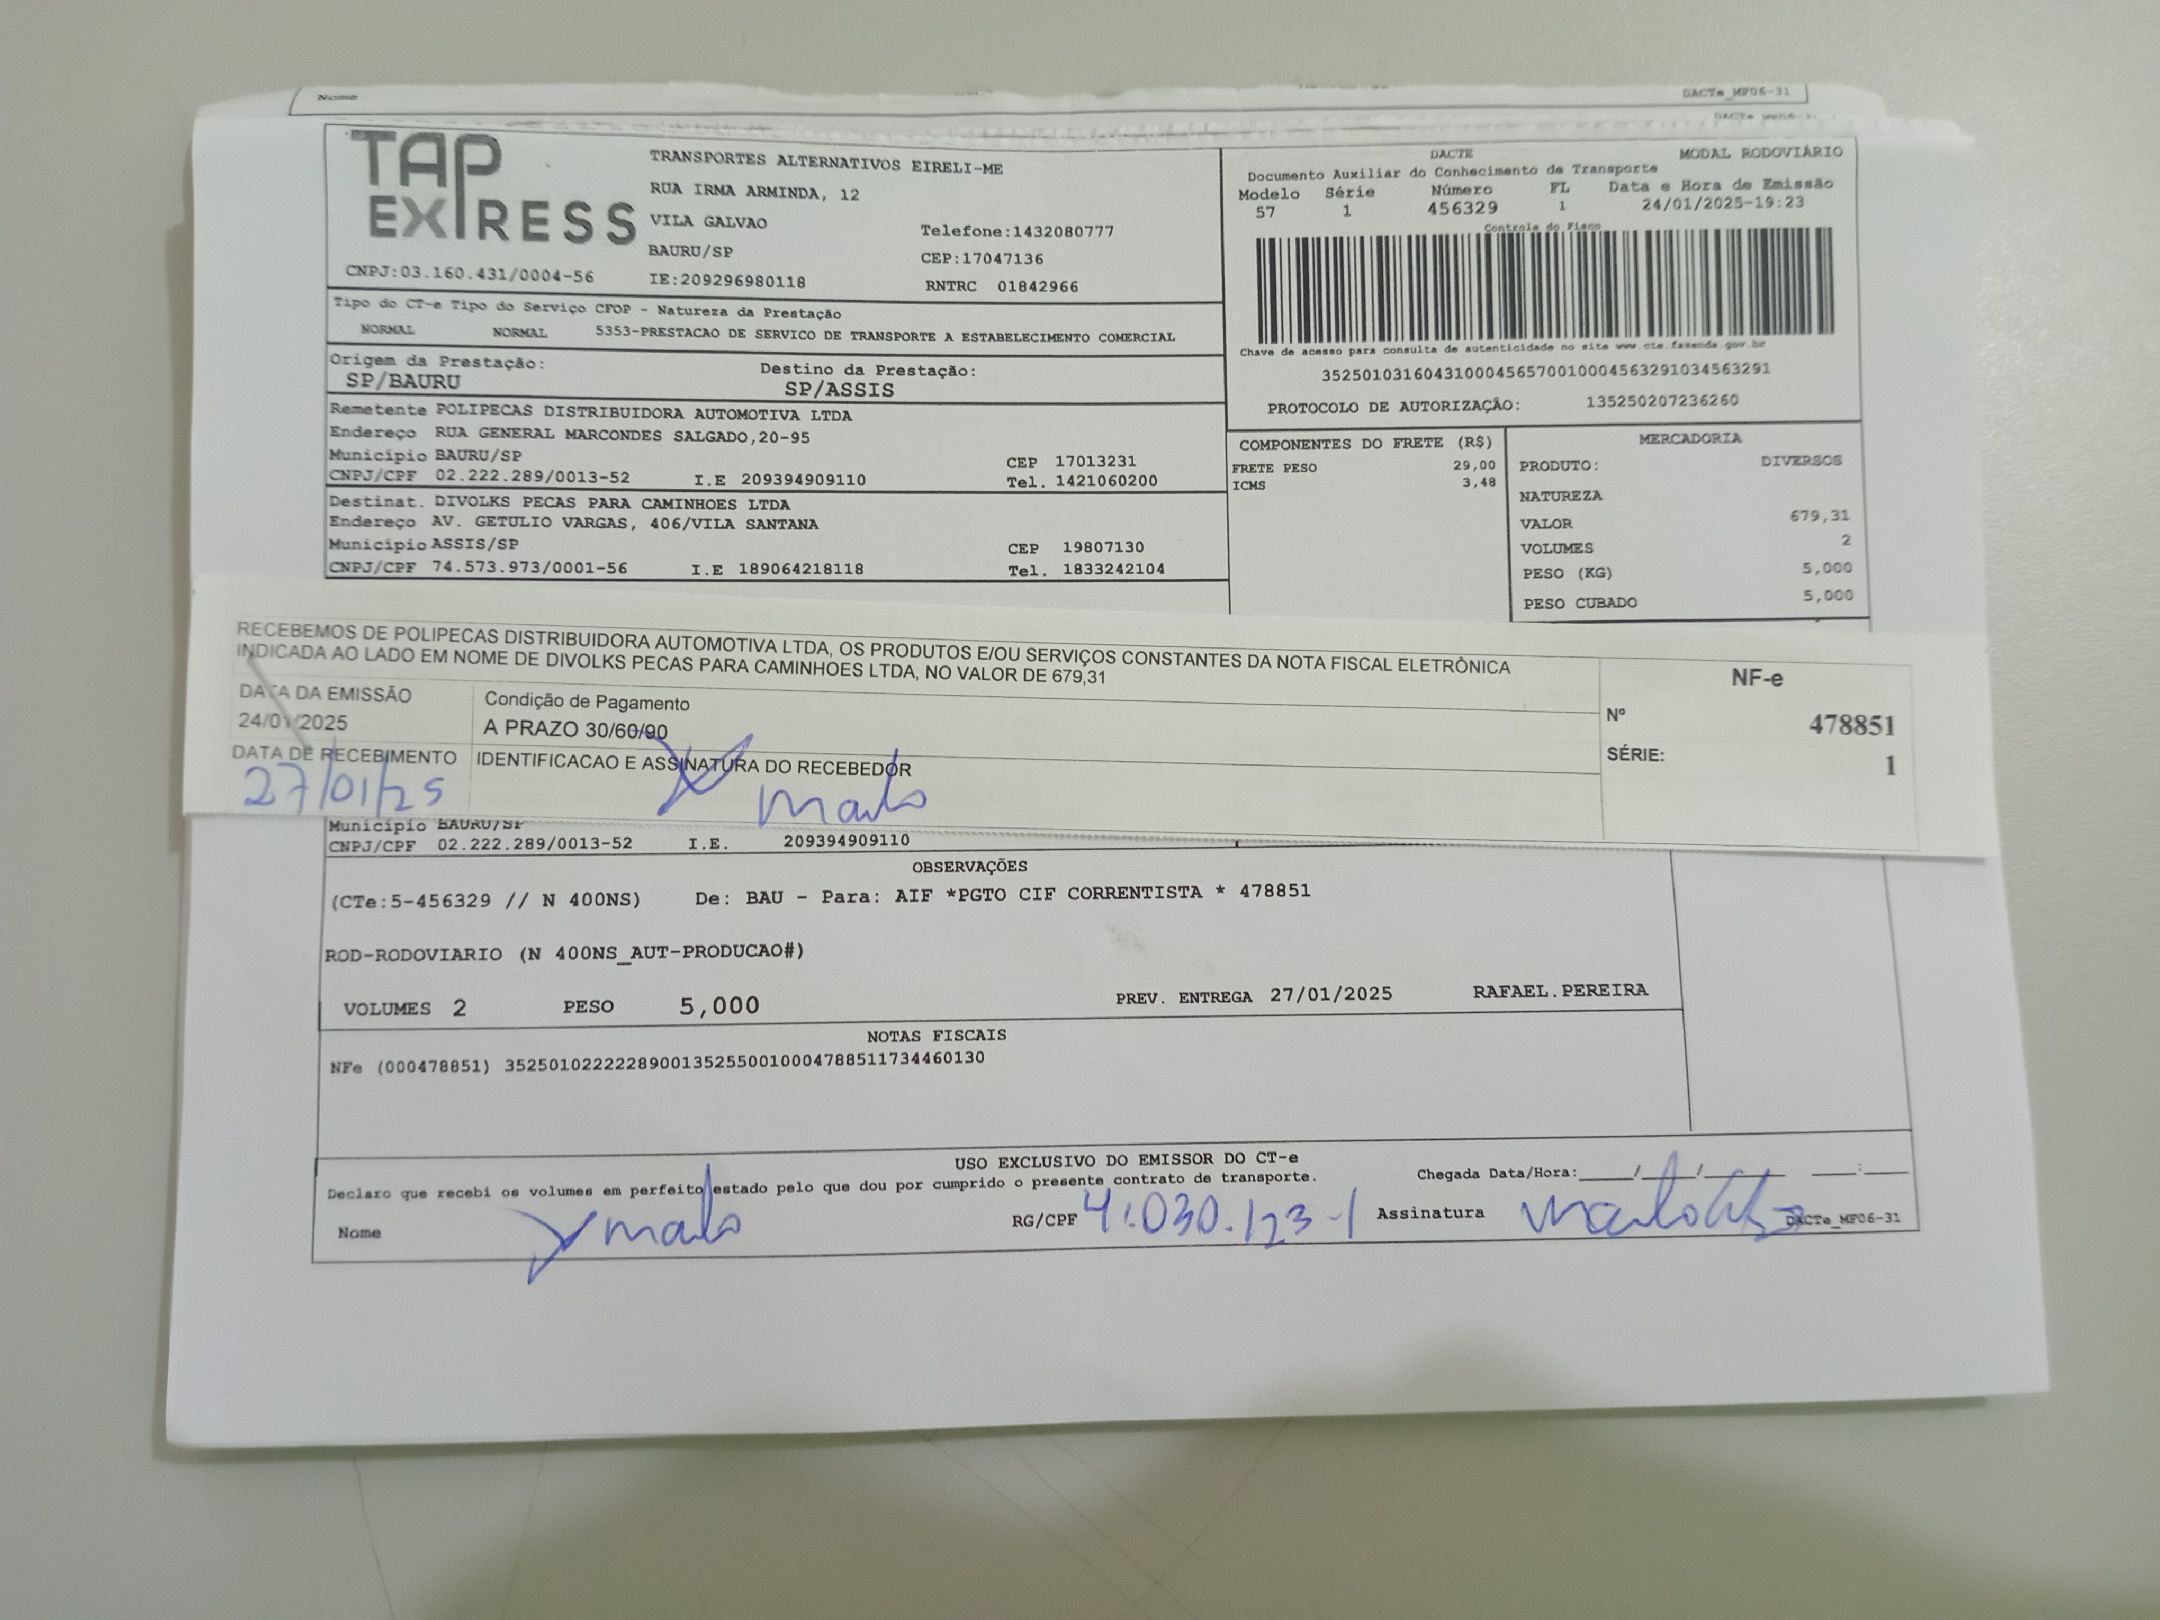 Nome
DACTe_MF06-31
TAP EXPRESS
CNPJ:03.160.431/0004-56
TRANSPORTES ALTERNATIVOS EIRELI-ME
RUA IRMA ARMINDA, 12
VILA GALVAO
BAURU/SP
IE:209296980118
Telefone:1432080777
CEP:17047136
RNTRC 01842966
DACTE
MODAL RODOVIÁRIO
Documento Auxiliar do Conhecimento de Transporte
Modelo Série Número FL Data e Hora de Emissão
57 1 456329 1 24/01/2025-19:23
Controle do Fisco
Chave de acesso para consulta de autenticidade no site www.cte.fazenda.gov.br
35250103160431000456570010004563291034563291
PROTOCOLO DE AUTORIZAÇÃO: 135250207236260
Tipo do CT-e Tipo do Serviço CFOP - Natureza da Prestação
NORMAL NORMAL 5353-PRESTACAO DE SERVICO DE TRANSPORTE A ESTABELECIMENTO COMERCIAL
Origem da Prestação: Destino da Prestação:
SP/BAURU SP/ASSIS
Remetente POLIPECAS DISTRIBUIDORA AUTOMOTIVA LTDA
Endereço RUA GENERAL MARCONDES SALGADO,20-95
Município BAURU/SP CEP 17013231
CNPJ/CPF 02.222.289/0013-52 I.E 209394909110 Tel. 1421060200
Destinat. DIVOLKS PECAS PARA CAMINHOES LTDA
Endereço AV. GETULIO VARGAS, 406/VILA SANTANA
Município ASSIS/SP CEP 19807130
CNPJ/CPF 74.573.973/0001-56 I.E 189064218118 Tel. 1833242104
COMPONENTES DO FRETE (R$)
FRETE PESO 29,00
ICMS 3,48
MERCADORIA
PRODUTO: DIVERSOS
NATUREZA
VALOR 679,31
VOLUMES 2
PESO (KG) 5,000
PESO CUBADO 5,000
RECEBEMOS DE POLIPECAS DISTRIBUIDORA AUTOMOTIVA LTDA, OS PRODUTOS E/OU SERVIÇOS CONSTANTES DA NOTA FISCAL ELETRÔNICA
INDICADA AO LADO EM NOME DE DIVOLKS PECAS PARA CAMINHOES LTDA, NO VALOR DE 679,31
DATA DA EMISSÃO Condição de Pagamento
24/01/2025 A PRAZO 30/60/90
DATA DE RECEBIMENTO IDENTIFICACAO E ASSINATURA DO RECEBEDOR
27/01/25
NF-e
Nº 478851
SÉRIE: 1
Município BAURU/SP
CNPJ/CPF 02.222.289/0013-52 I.E. 209394909110
OBSERVAÇÕES
(CTe:5-456329 // N 400NS) De: BAU - Para: AIF *PGTO CIF CORRENTISTA * 478851
ROD-RODOVIARIO (N 400NS_AUT-PRODUCAO#)
VOLUMES 2 PESO 5,000 PREV. ENTREGA 27/01/2025 RAFAEL.PEREIRA
NOTAS FISCAIS
NFe (000478851) 35250102222289001352550010004788511734460130
USO EXCLUSIVO DO EMISSOR DO CT-e
Declaro que recebi os volumes em perfeito estado pelo que dou por cumprido o presente contrato de transporte.
Chegada Data/Hora:____/____/______ ____:____
Nome
RG/CPF 41.030.123-1 Assinatura
DACTe_MF06-31